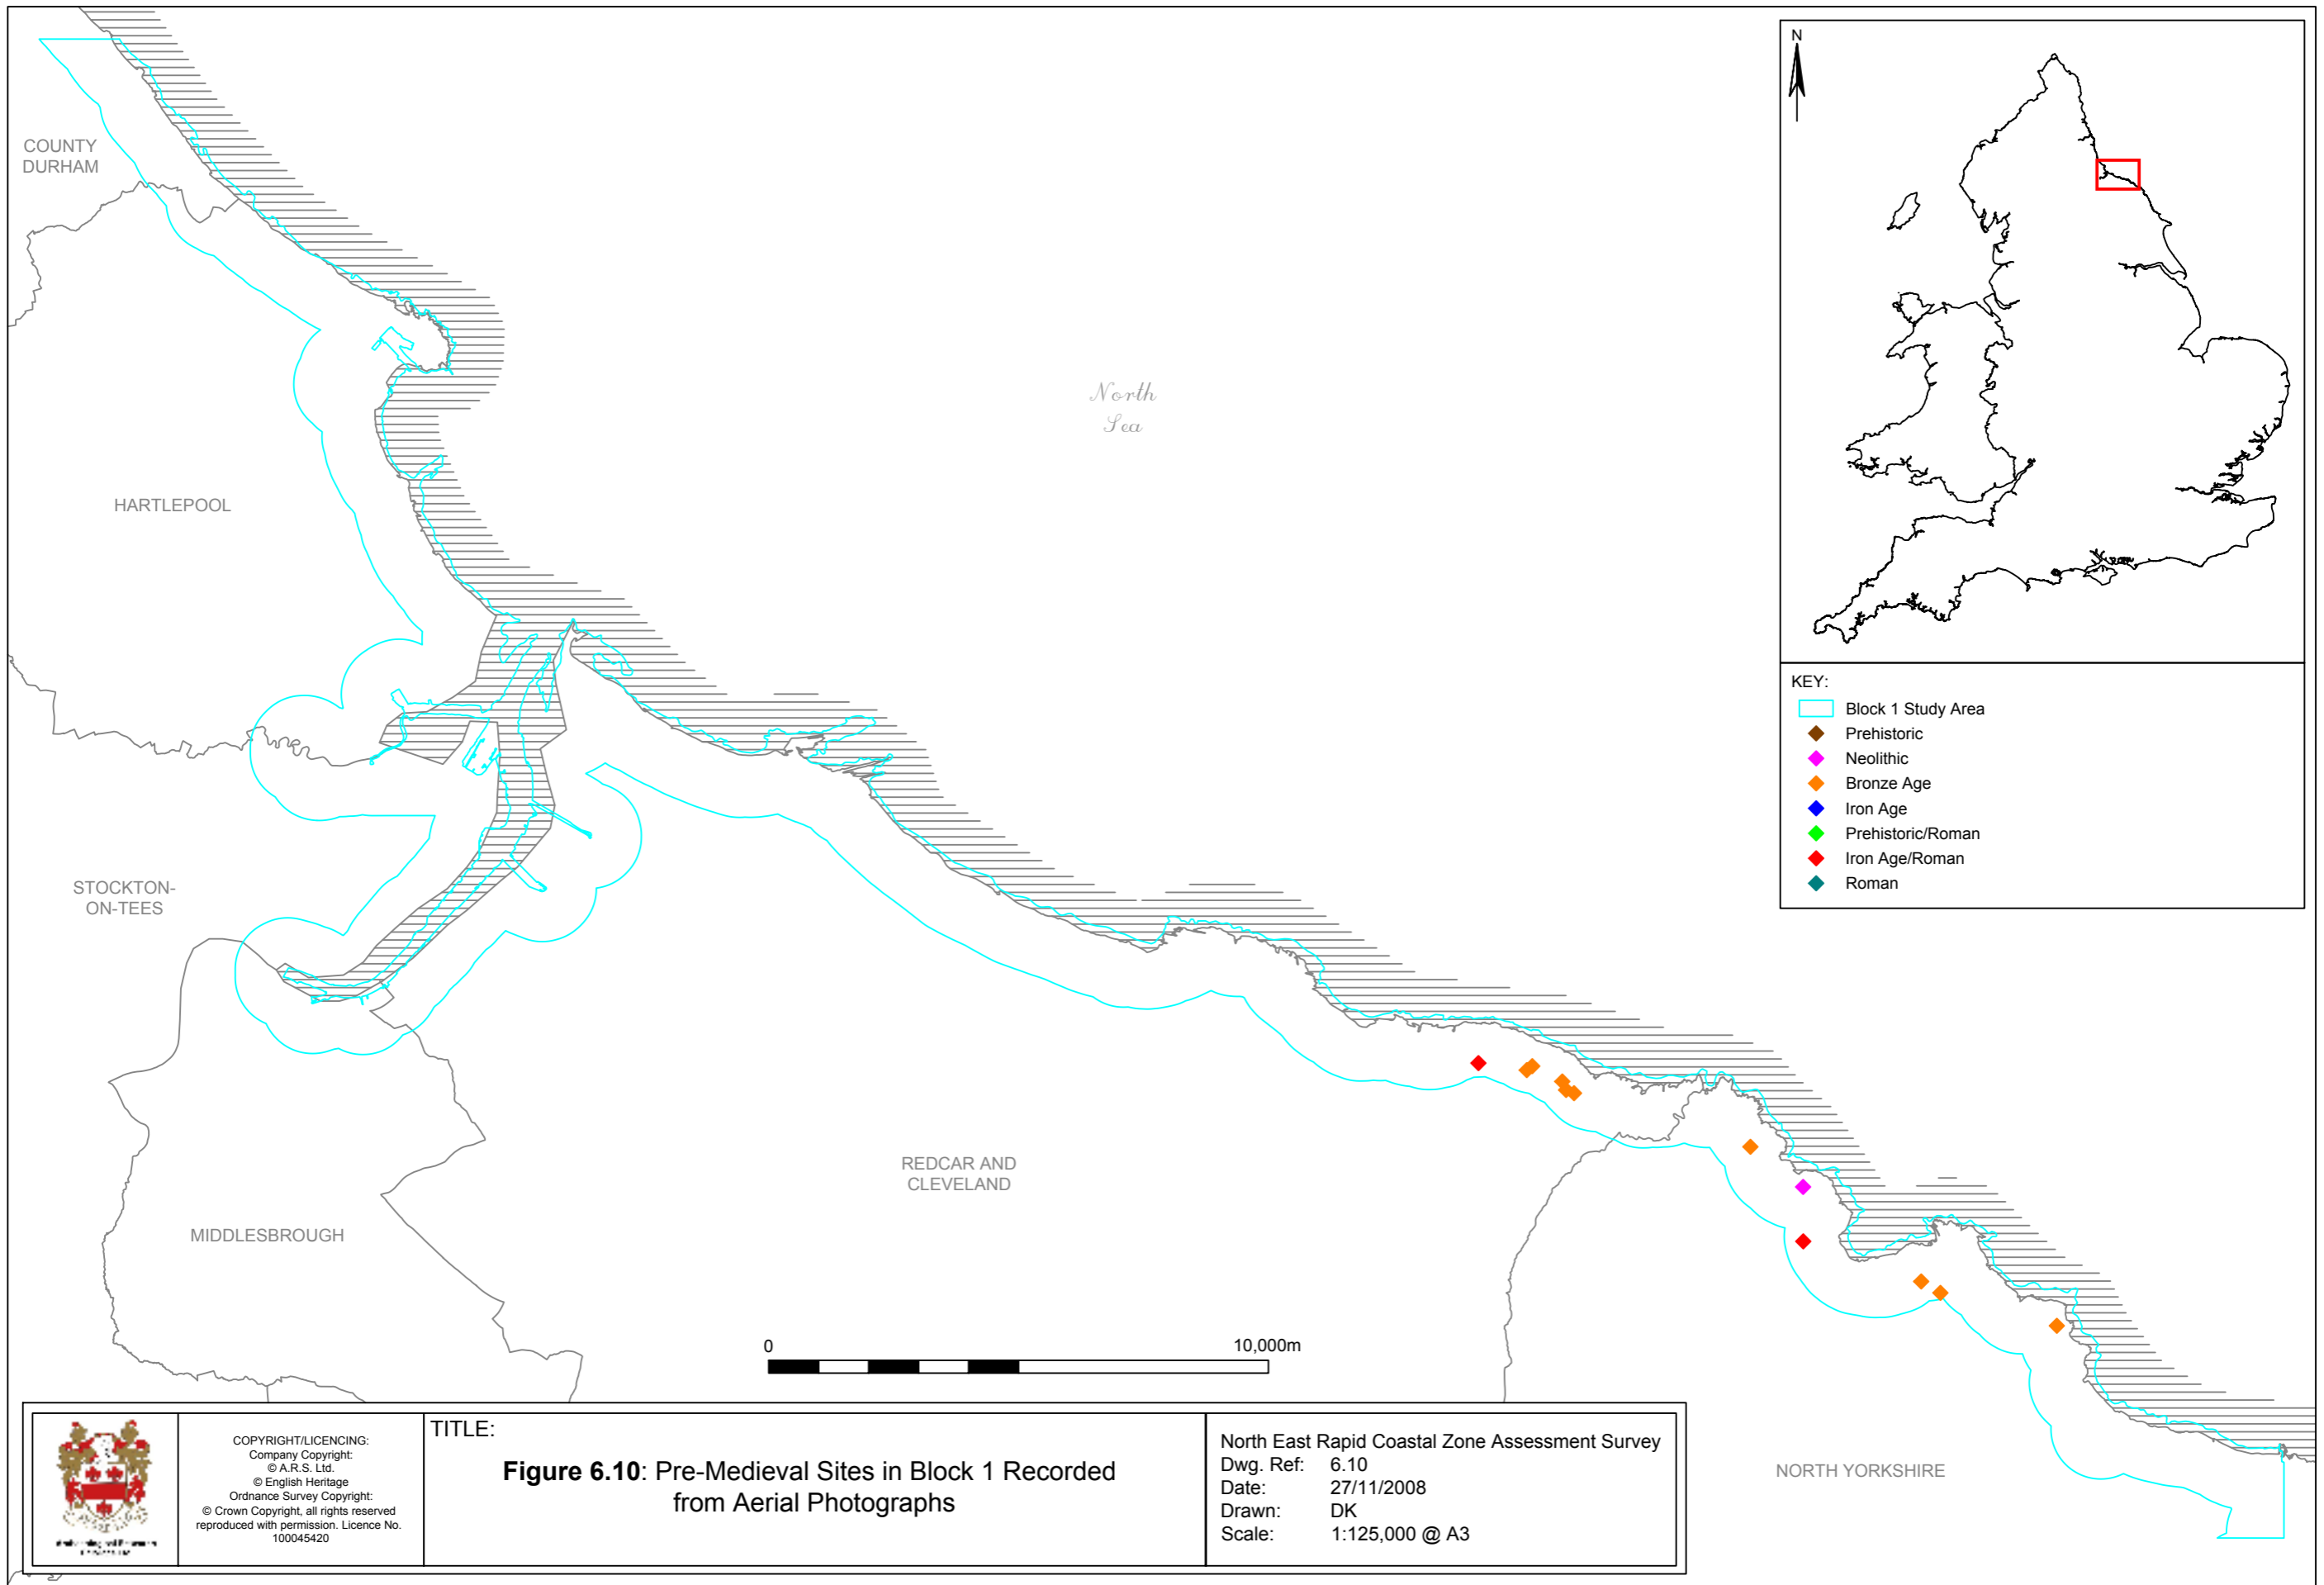 COUNTY
DURHAM
HARTLEPOOL
North
Sea
STOCKTON-
ON-TEES
MIDDLESBROUGH
REDCAR AND
CLEVELAND
NORTH YORKSHIRE
0 10,000m
N
KEY:
Block 1 Study Area
Prehistoric
Neolithic
Bronze Age
Iron Age
Prehistoric/Roman
Iron Age/Roman
Roman
COPYRIGHT/LICENCING:
Company Copyright:
© A.R.S. Ltd.
© English Heritage
Ordnance Survey Copyright:
© Crown Copyright, all rights reserved
reproduced with permission. Licence No.
100045420
TITLE:
Figure 6.10: Pre-Medieval Sites in Block 1 Recorded
from Aerial Photographs
North East Rapid Coastal Zone Assessment Survey
Dwg. Ref: 6.10
Date: 27/11/2008
Drawn: DK
Scale: 1:125,000 @ A3